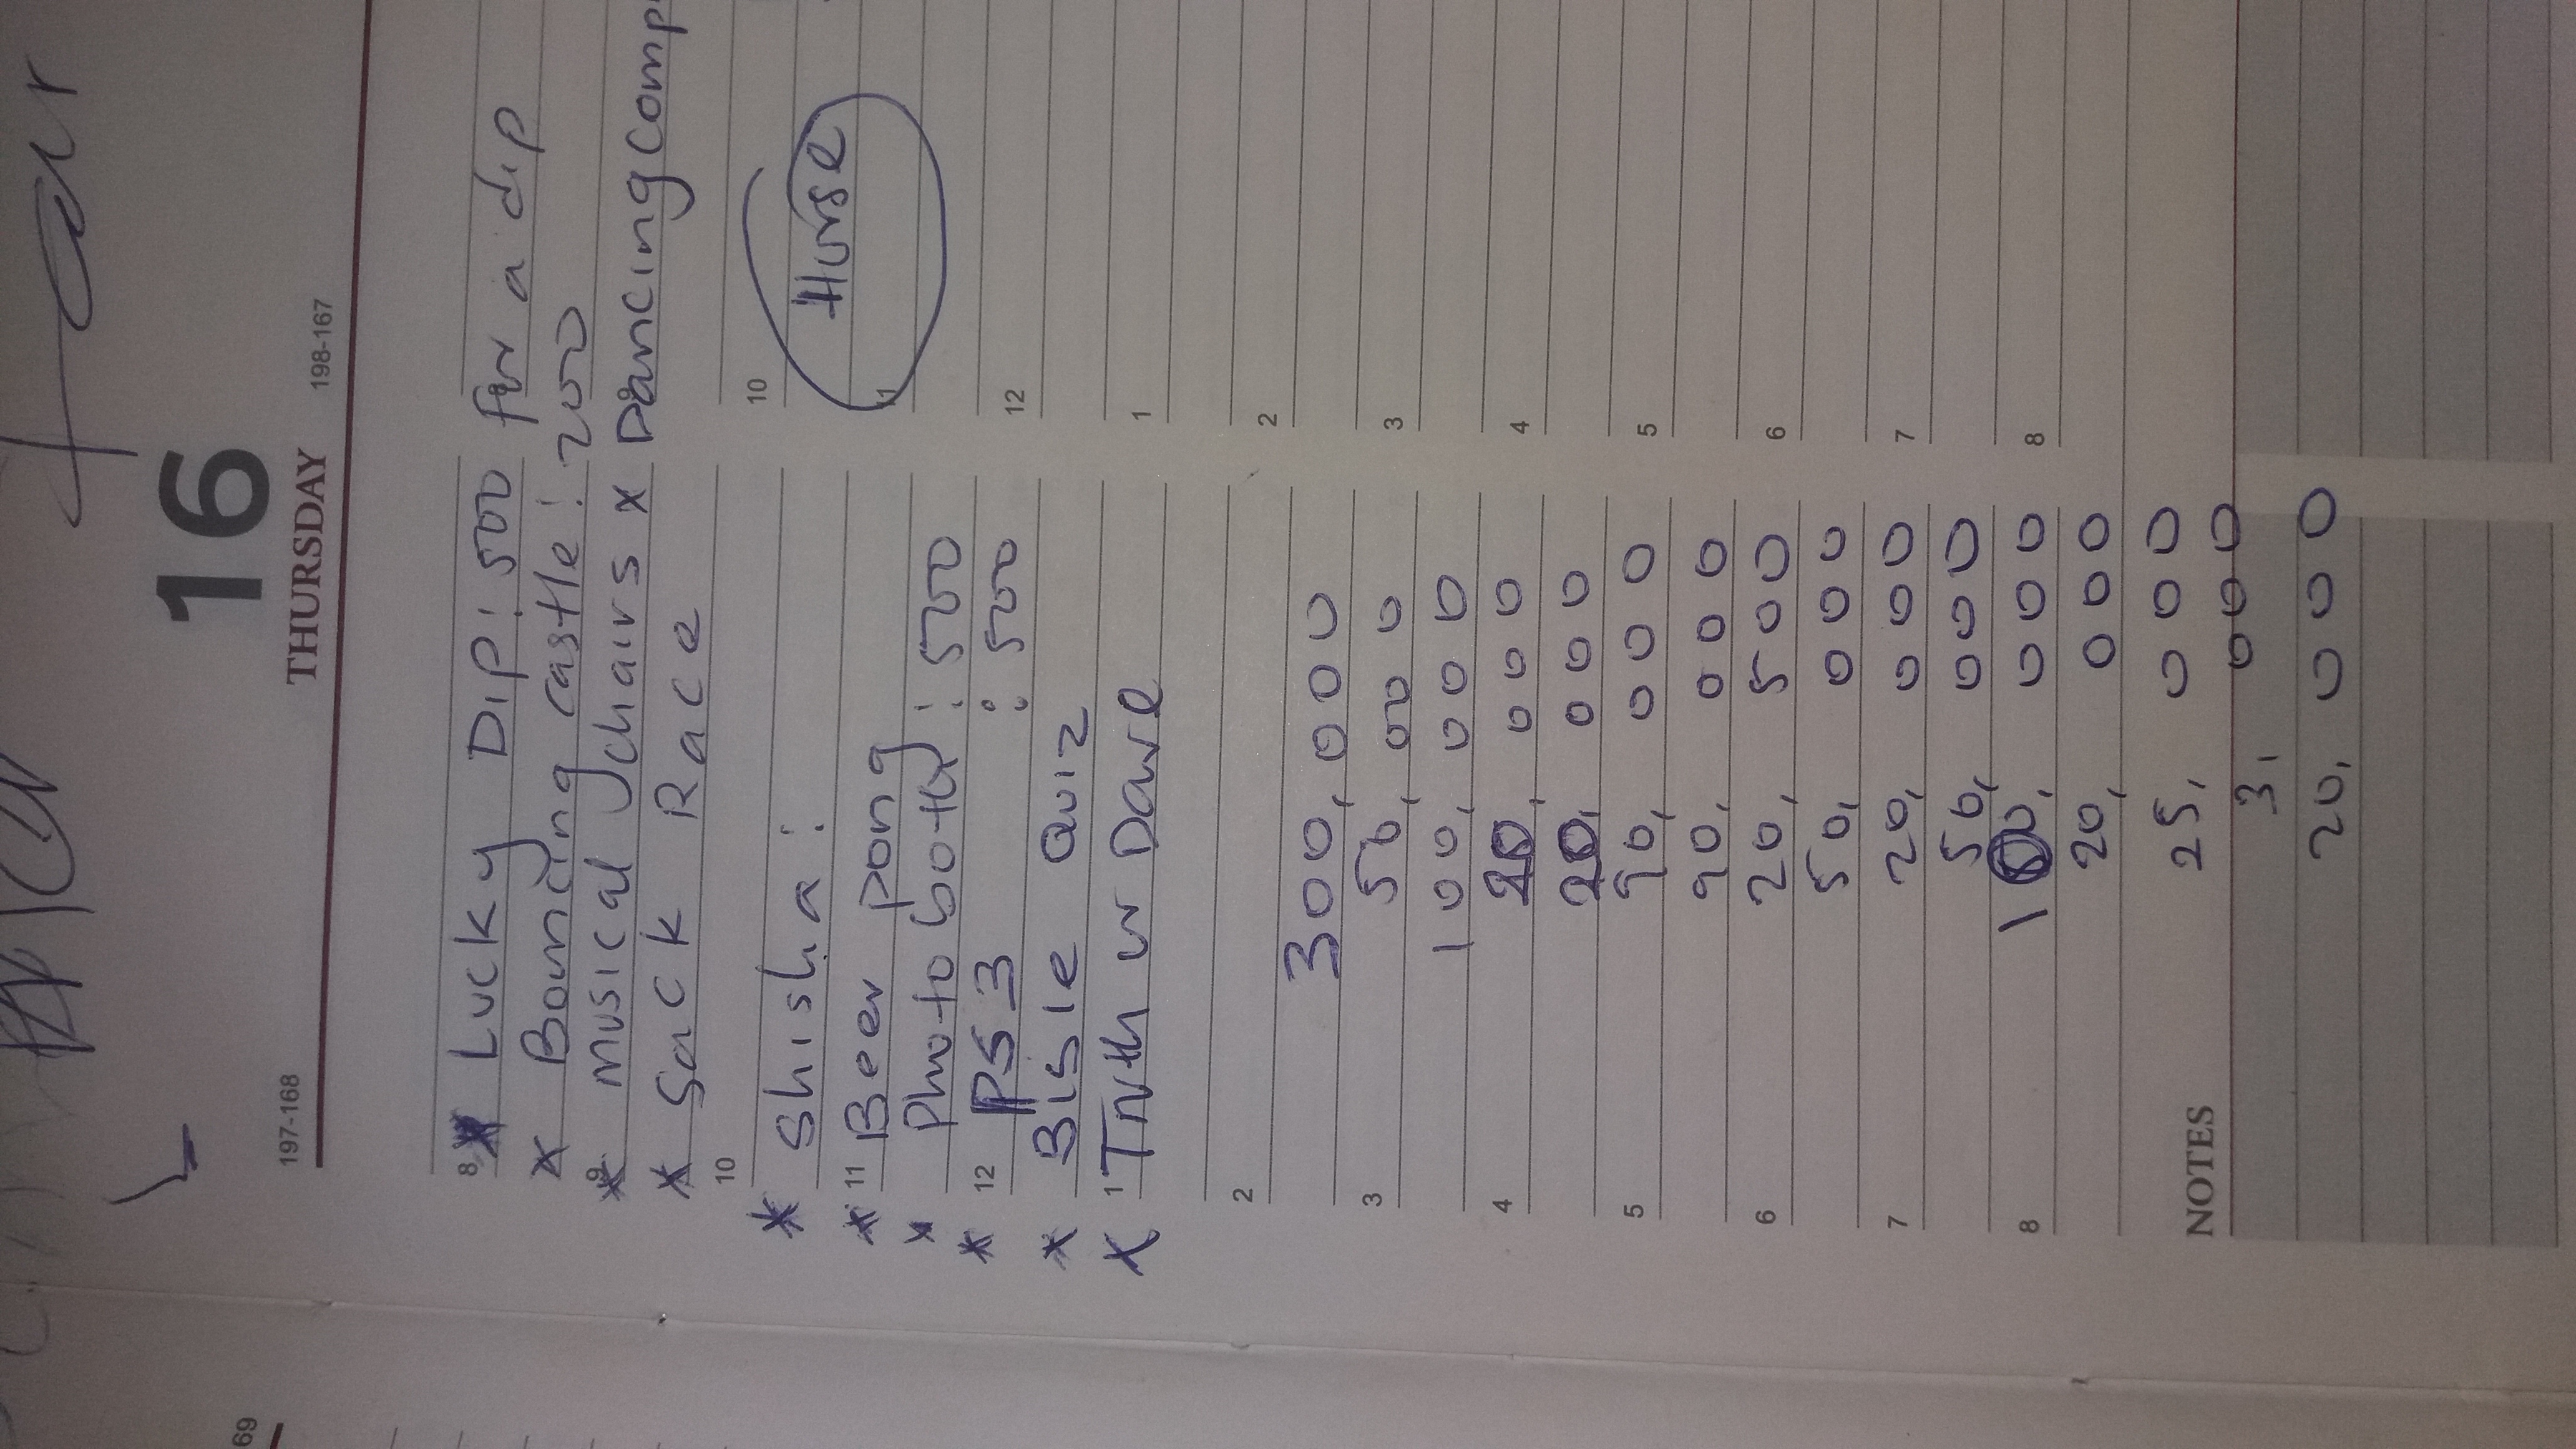 Fair
16
69
197-168 THURSDAY 198-167
8 * Lucky Dip: 500 for a dip
* Bouncing castle: 200
9 * Musical chairs * Dancing comp
* Sack Race
10 10
* Shisha:
Horse
* 11 Beer pong 11
* Photo both: 500
* 12 PS3 : 500 12
* Bible Quiz
* 1 Truth or Dare 1
2 2
300,000
3 50,000 3
100,000
4 20,000 4
20,000
5 90,000 5
90,000
6 20,500 6
50,000
7 20,000 7
50,000
8 100,000 8
20,000
NOTES 25,000
3,000
20,000